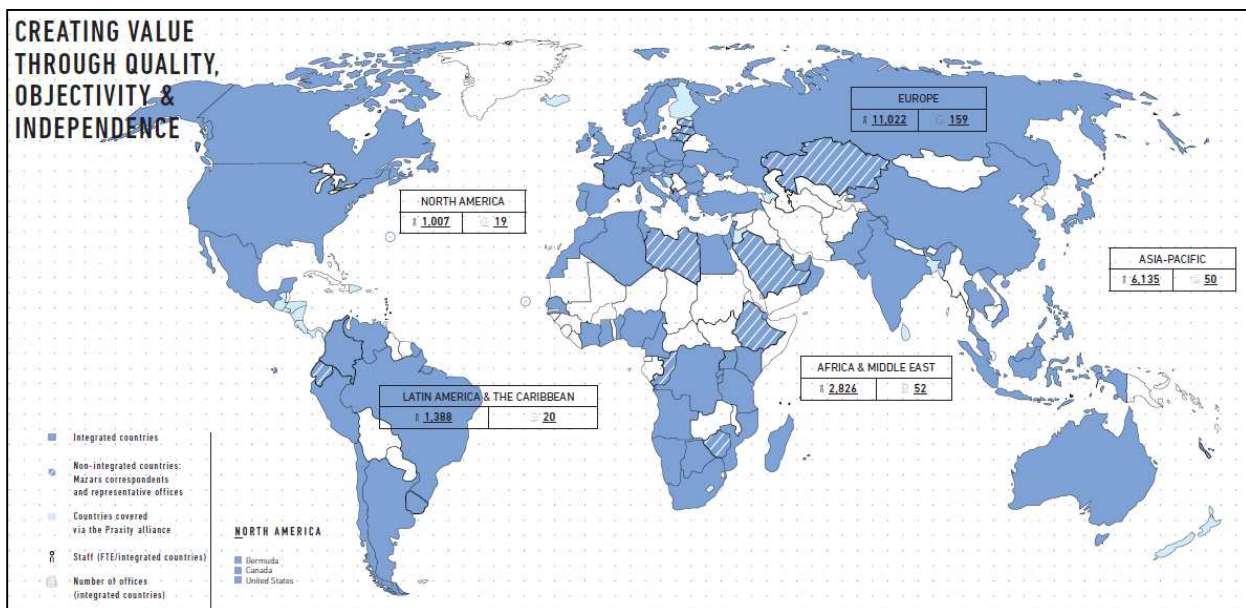 CREATING VALUE
THROUGH QUALITY,
OBJECTIVITY &
INDEPENDENCE
EUROPE
11,022 159
NORTH AMERICA
1,007 19
ASIA-PACIFIC
6,135 50
AFRICA & MIDDLE EAST
2,826 52
LATIN AMERICA & THE CARIBBEAN
1,388 20
Integrated countries
Non-integrated countries:
Mazars correspondents
and representative offices
Countries covered
via the Praxity alliance
Staff (FTE/integrated countries)
Number of offices
(integrated countries)
NORTH AMERICA
Bermuda
Canada
United States